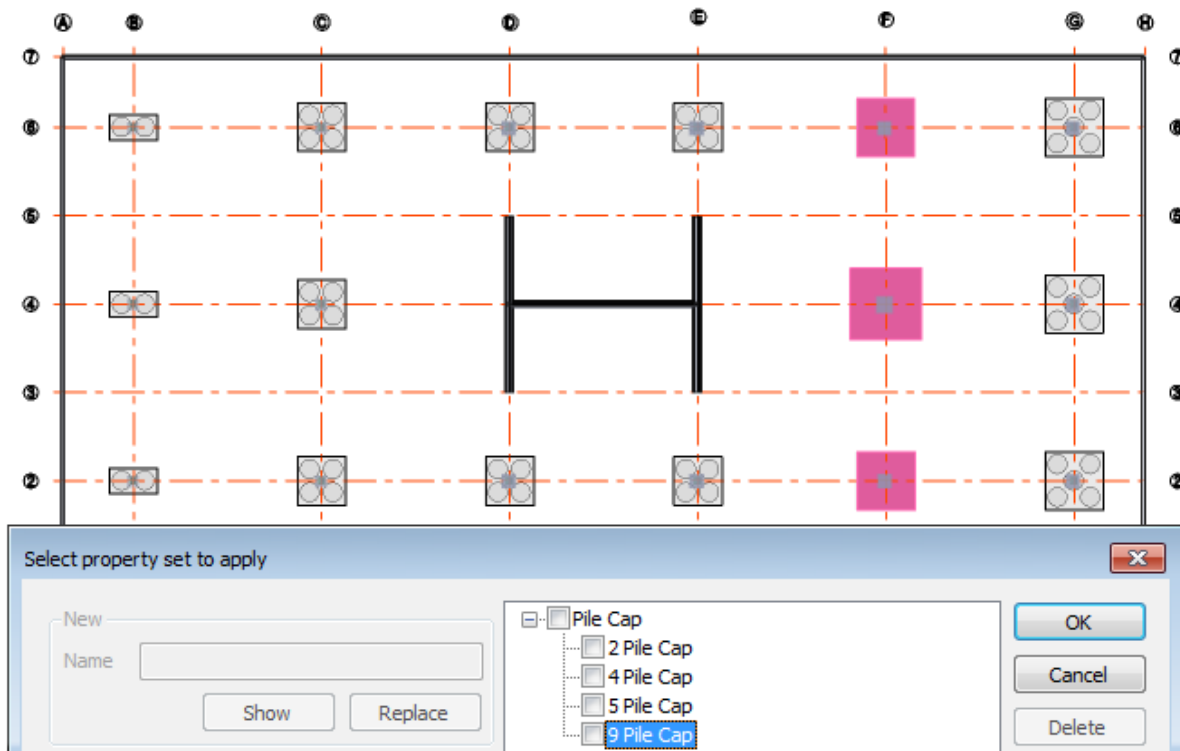 A B C D E F G H
7 7
6 6
5 5
4 4
3 3
2 2
Select property set to apply
New
Name
Show Replace
Pile Cap
2 Pile Cap
4 Pile Cap
5 Pile Cap
9 Pile Cap
OK
Cancel
Delete